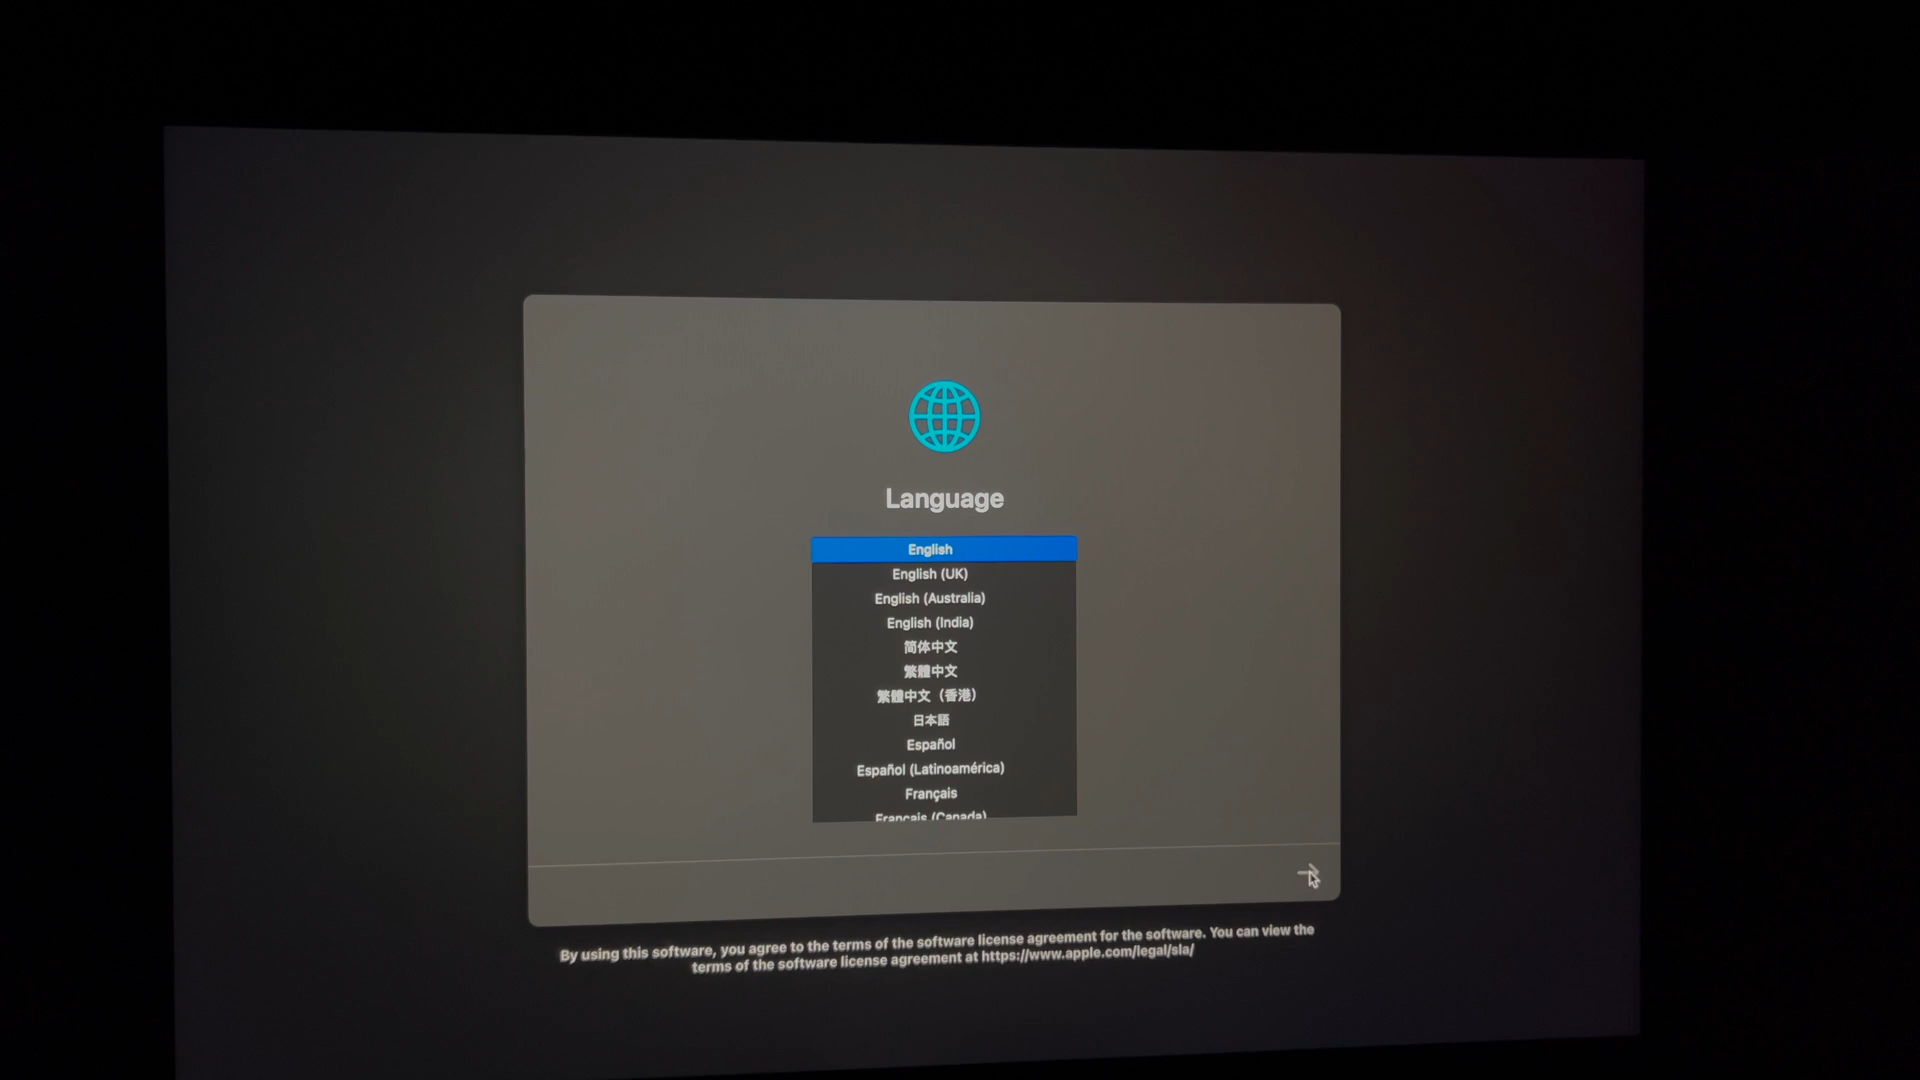 Language
English
English (UK)
English (Australia)
English (India)
简体中文
繁體中文
繁體中文（香港）
日本語
Español
Español (Latinoamérica)
Français
Français (Canada)
By using this software, you agree to the terms of the software license agreement for the software. You can view the
terms of the software license agreement at https://www.apple.com/legal/sla/